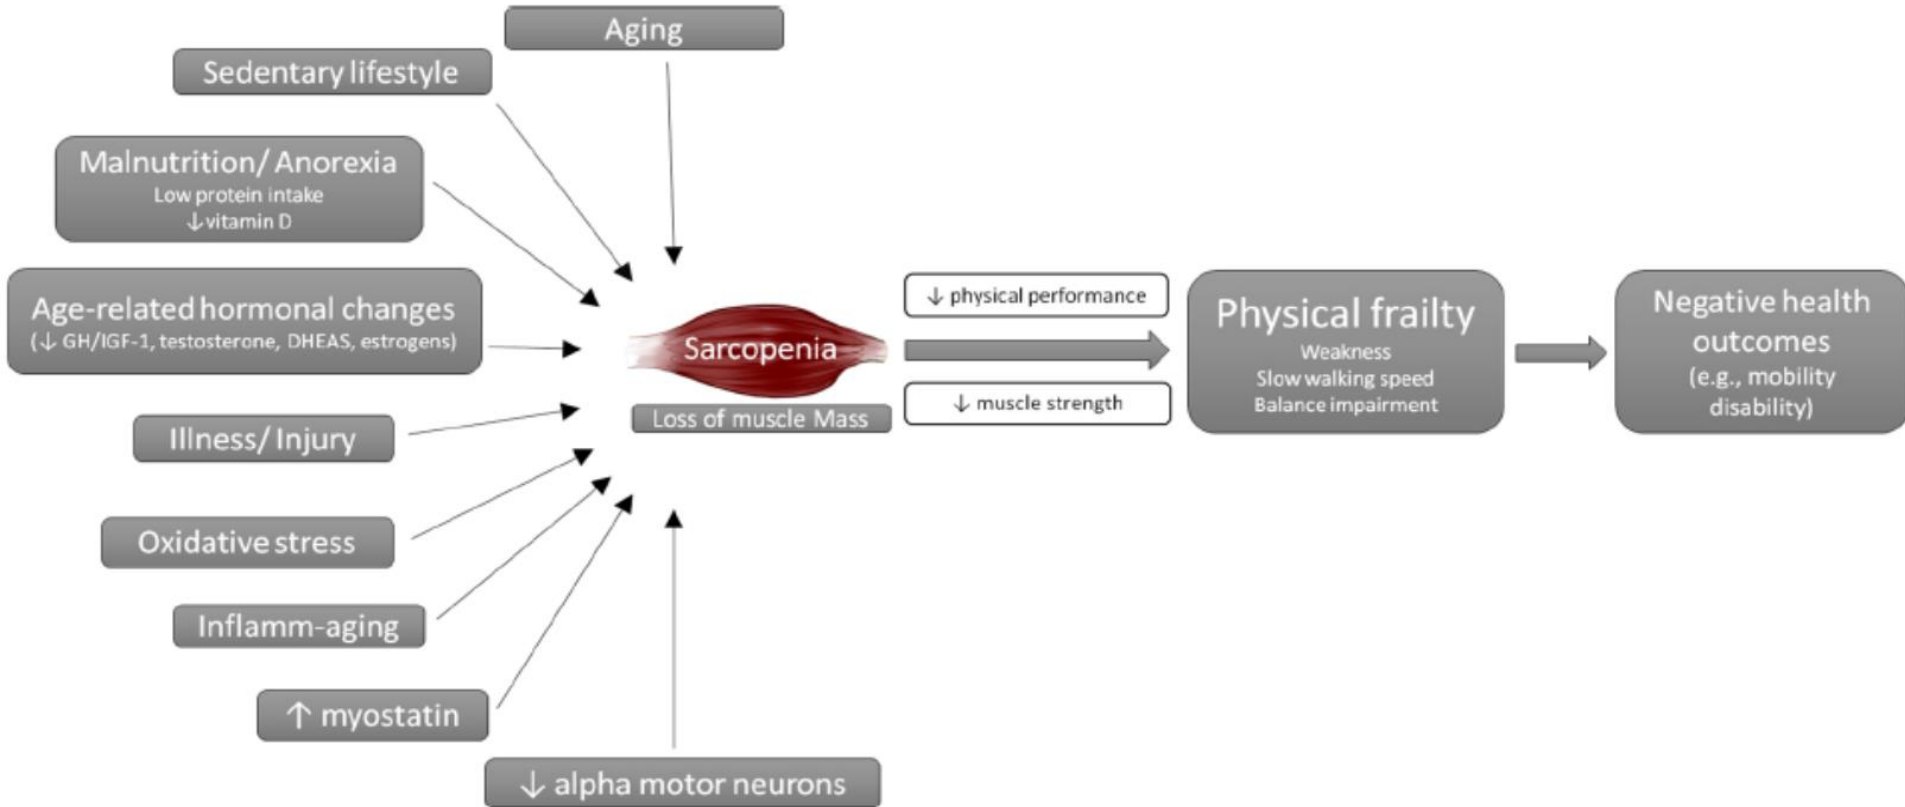 Aging
Sedentary lifestyle
Malnutrition/ Anorexia
Low protein intake
↓vitamin D
Age-related hormonal changes
(↓ GH/IGF-1, testosterone, DHEAS, estrogens)
Illness/ Injury
Oxidative stress
Inflamm-aging
↑ myostatin
↓ alpha motor neurons
Sarcopenia
Loss of muscle Mass
↓ physical performance
↓ muscle strength
Physical frailty
Weakness
Slow walking speed
Balance impairment
Negative health
outcomes
(e.g., mobility
disability)